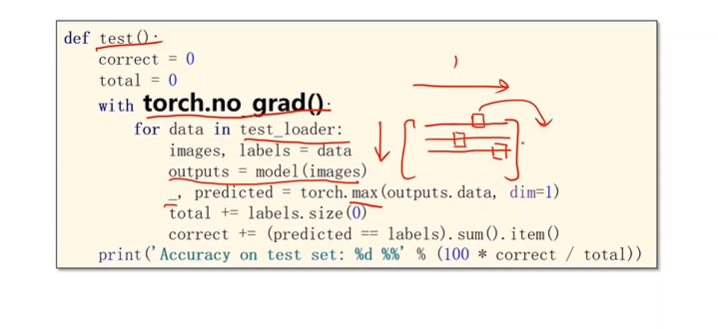 def test():
correct = 0
total = 0
with torch.no_grad():
for data in test_loader:
images, labels = data
outputs = model(images)
_, predicted = torch.max(outputs.data, dim=1)
total += labels.size(0)
correct += (predicted == labels).sum().item()
print('Accuracy on test set: %d %%' % (100 * correct / total))